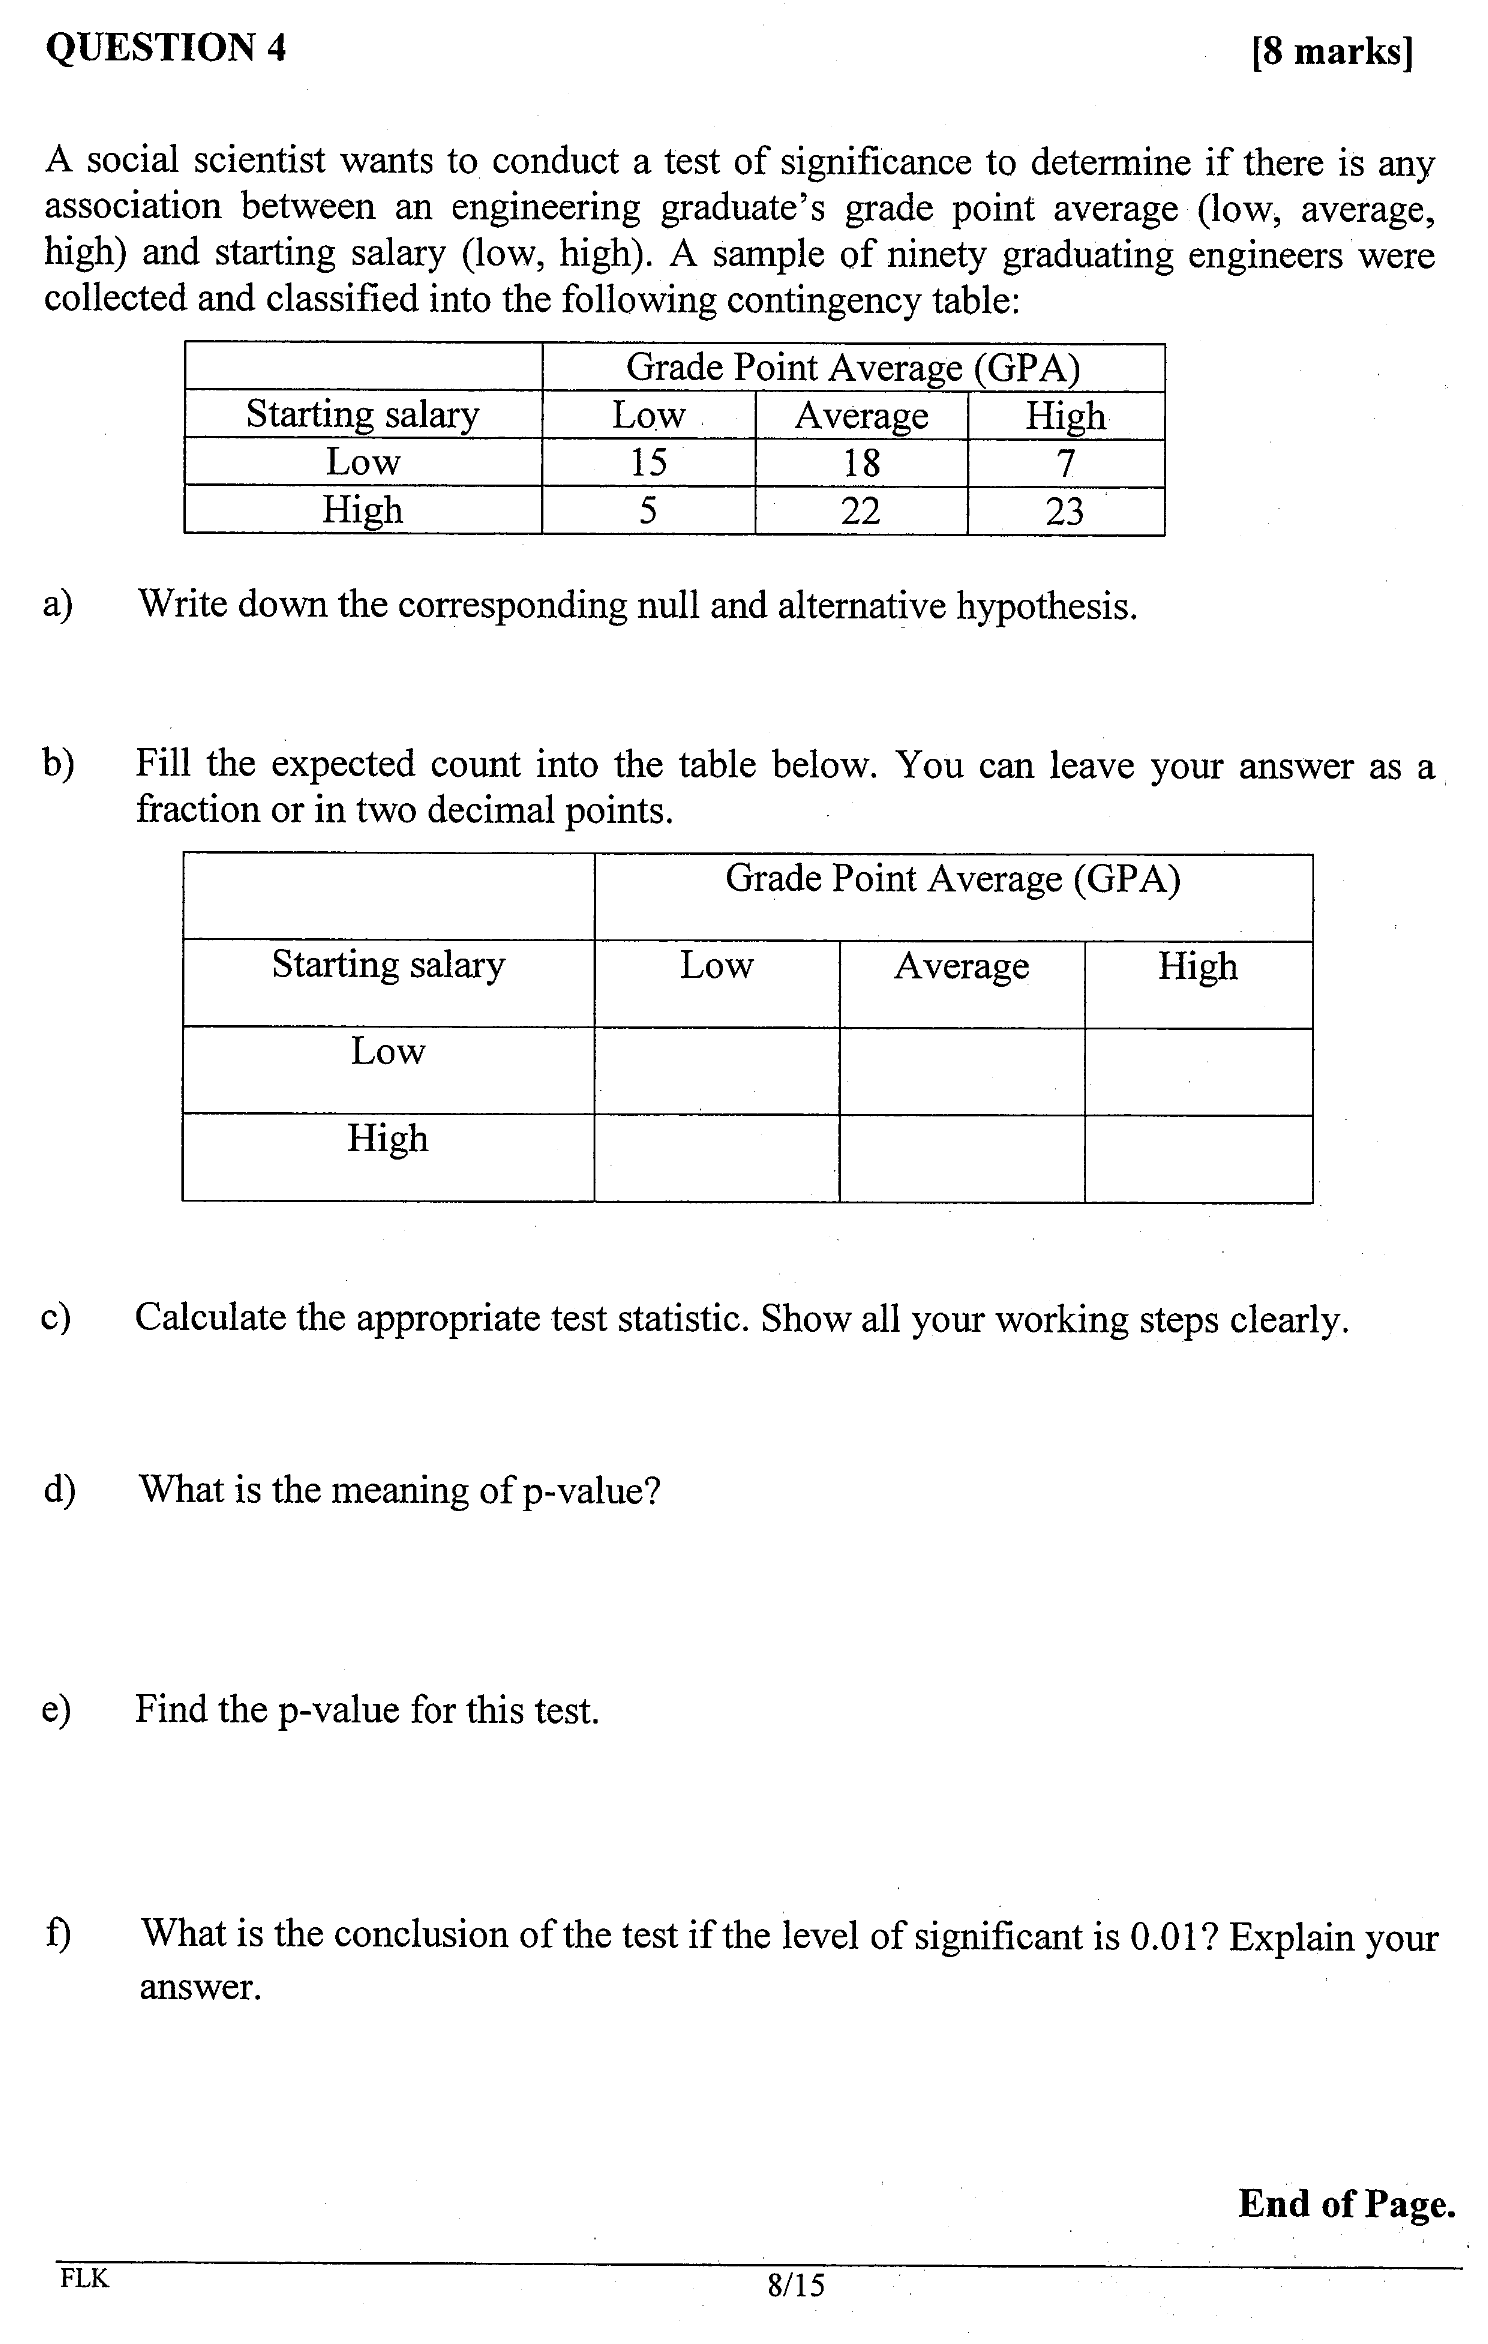 QUESTION 4 [8 marks]
A social scientist wants to conduct a test of significance to determine if there is any
association between an engineering graduate's grade point average (low, average,
high) and starting salary (low, high). A sample of ninety graduating engineers were
collected and classified into the following contingency table:
Grade Point Average (GPA)
Starting salary Low Average High
Low 15 18 7
High 5 22 23
a) Write down the corresponding null and alternative hypothesis.
b) Fill the expected count into the table below. You can leave your answer as a
fraction or in two decimal points.
Grade Point Average (GPA)
Starting salary Low Average High
Low
High
c) Calculate the appropriate test statistic. Show all your working steps clearly.
d) What is the meaning of p-value?
e) Find the p-value for this test.
f) What is the conclusion of the test if the level of significant is 0.01? Explain your
answer.
End of Page.
FLK 8/15